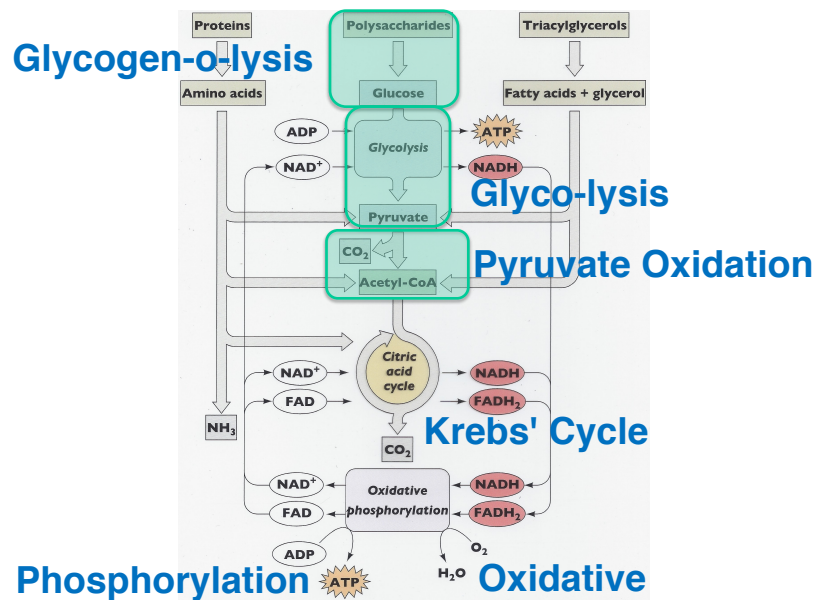 Proteins
Polysaccharides
Triacylglycerols
Glycogen-o-lysis
Amino acids
Glucose
Fatty acids + glycerol
ADP
ATP
Glycolysis
NAD+
NADH
Glyco-lysis
Pyruvate
CO2
Pyruvate Oxidation
Acetyl-CoA
Citric
acid
cycle
NAD+
NADH
FAD
FADH2
NH3
Krebs' Cycle
CO2
NAD+
Oxidative
phosphorylation
NADH
FAD
FADH2
ADP
O2
H2O
Phosphorylation
ATP
Oxidative